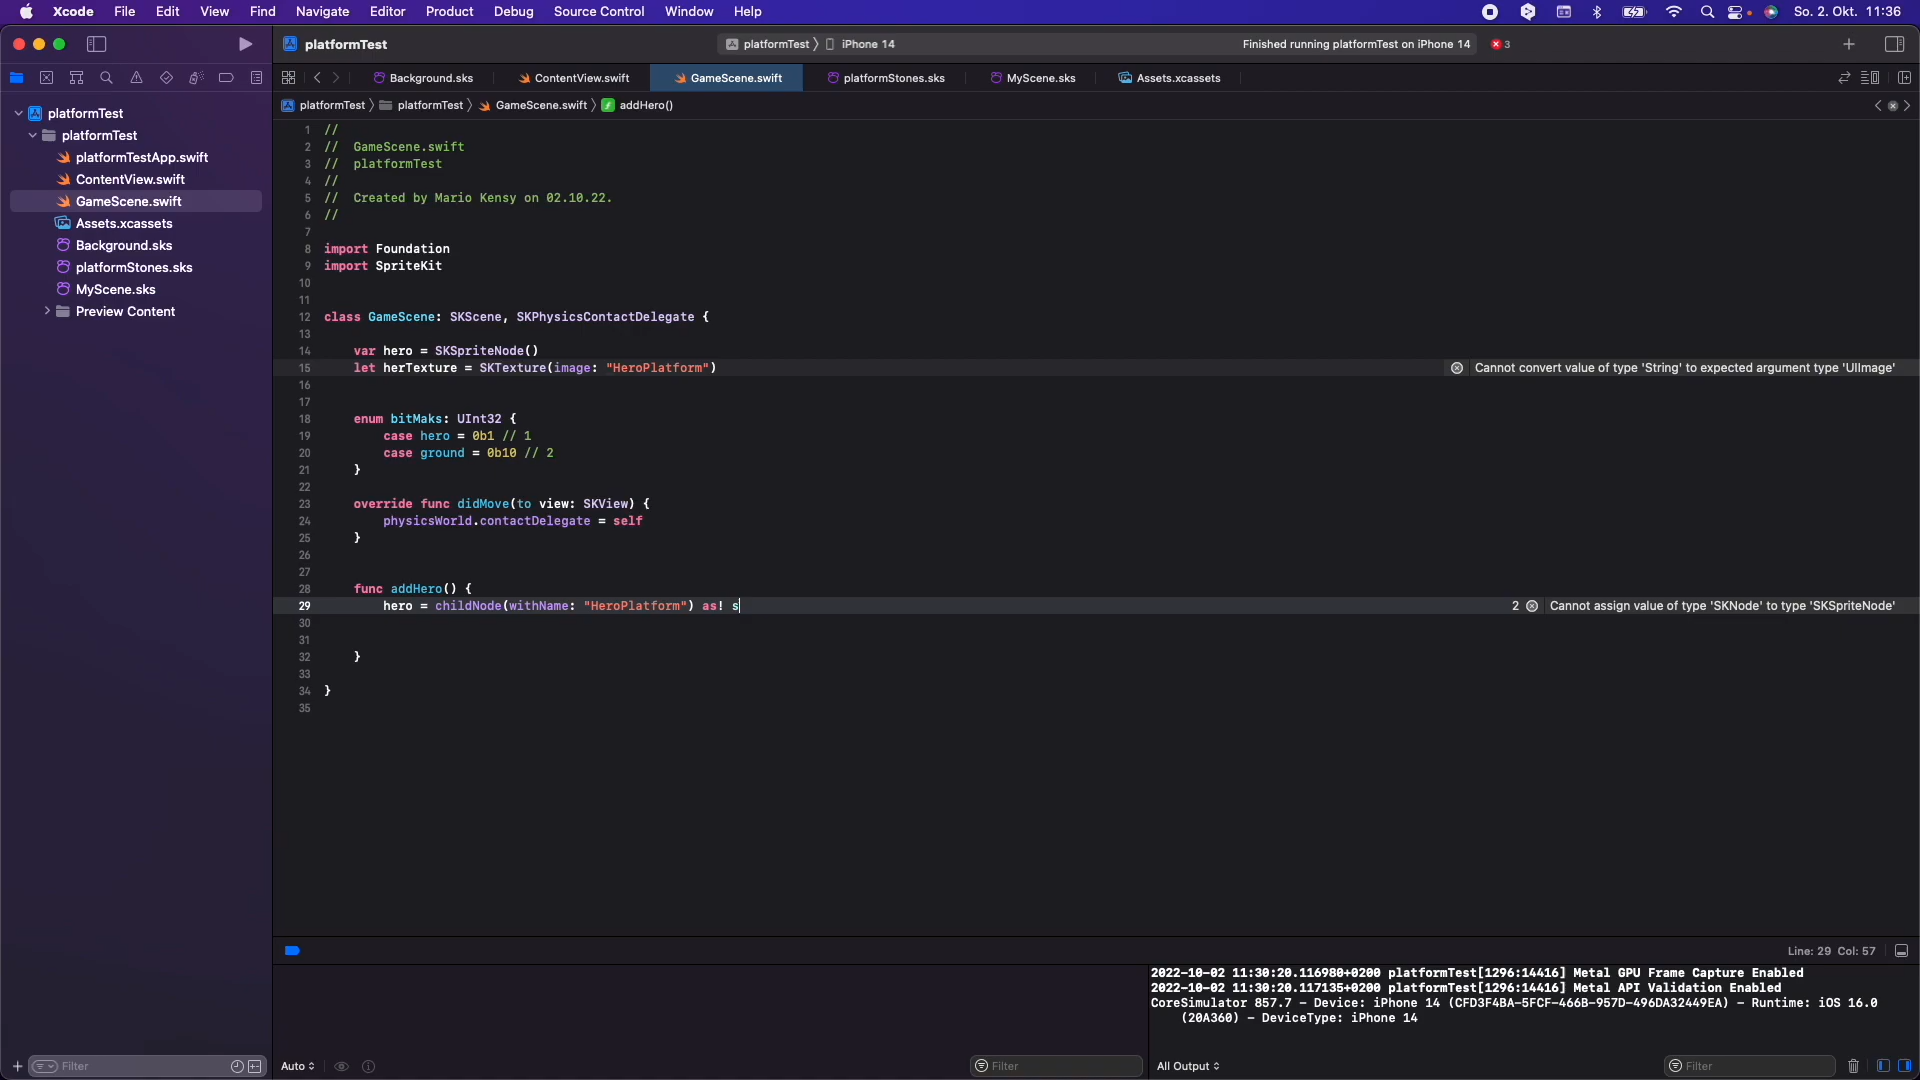 Xcode File Edit View Find Navigate Editor Product Debug Source Control Window Help So. 2. Okt. 11:36
platformTest platformTest iPhone 14 Finished running platformTest on iPhone 14 3
Background.sks ContentView.swift GameScene.swift platformStones.sks MyScene.sks Assets.xcassets
platformTest platformTest GameScene.swift addHero()
platformTest
platformTest
platformTestApp.swift
ContentView.swift
GameScene.swift
Assets.xcassets
Background.sks
platformStones.sks
MyScene.sks
Preview Content
1 //
2 // GameScene.swift
3 // platformTest
4 //
5 // Created by Mario Kensy on 02.10.22.
6 //
7
8 import Foundation
9 import SpriteKit
10
11
12 class GameScene: SKScene, SKPhysicsContactDelegate {
13
14 var hero = SKSpriteNode()
15 let herTexture = SKTexture(image: "HeroPlatform") Cannot convert value of type 'String' to expected argument type 'UIImage'
16
17
18 enum bitMaks: UInt32 {
19 case hero = 0b1 // 1
20 case ground = 0b10 // 2
21 }
22
23 override func didMove(to view: SKView) {
24 physicsWorld.contactDelegate = self
25 }
26
27
28 func addHero() {
29 hero = childNode(withName: "HeroPlatform") as! s 2 Cannot assign value of type 'SKNode' to type 'SKSpriteNode'
30
31
32 }
33
34 }
35
Line: 29 Col: 57
2022-10-02 11:30:20.116980+0200 platformTest[1296:14416] Metal GPU Frame Capture Enabled
2022-10-02 11:30:20.117135+0200 platformTest[1296:14416] Metal API Validation Enabled
CoreSimulator 857.7 - Device: iPhone 14 (CFD3F4BA-5FCF-466B-957D-496DA32449EA) - Runtime: iOS 16.0
(20A360) - DeviceType: iPhone 14
Filter Auto Filter All Output Filter